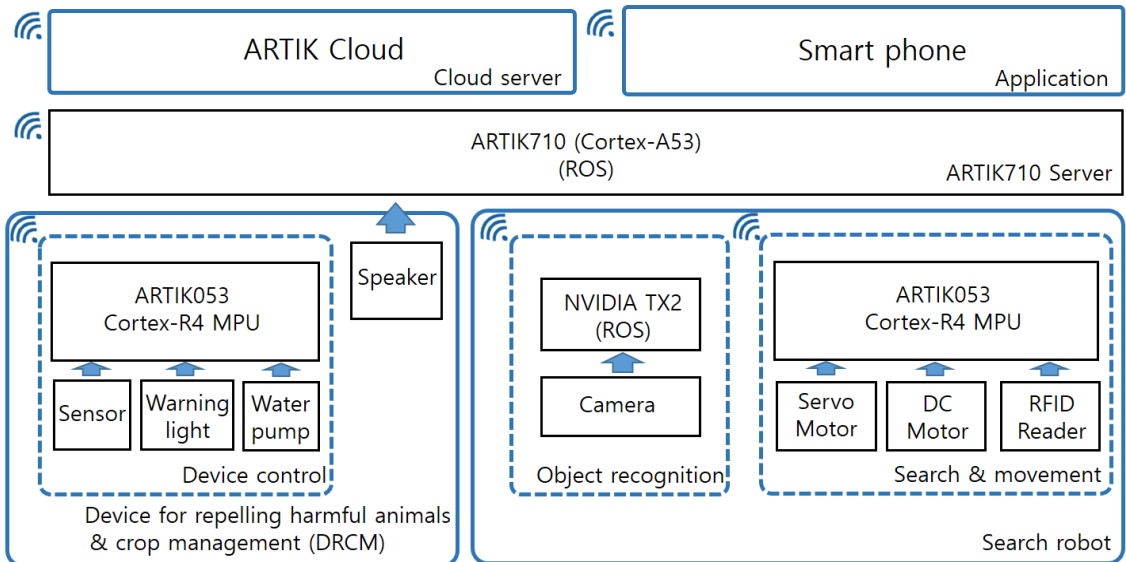 ARTIK Cloud
Cloud server
Smart phone
Application
ARTIK710 (Cortex-A53)
(ROS)
ARTIK710 Server
ARTIK053
Cortex-R4 MPU
Sensor
Warning
light
Water
pump
Device control
Speaker
Device for repelling harmful animals
& crop management (DRCM)
NVIDIA TX2
(ROS)
Camera
Object recognition
ARTIK053
Cortex-R4 MPU
Servo
Motor
DC
Motor
RFID
Reader
Search & movement
Search robot